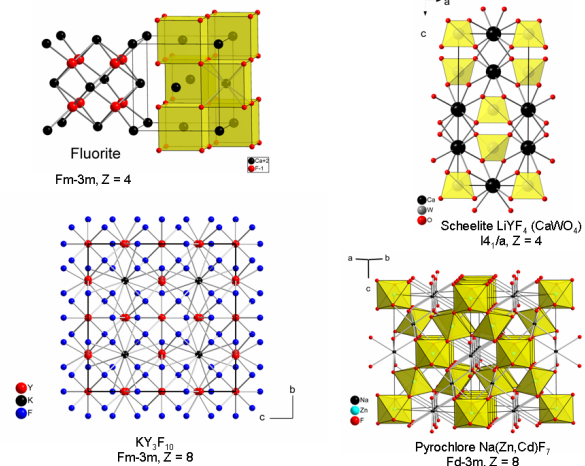 a
c
Fluorite
Ca+2
F-1
Fm-3m, Z = 4
Ca
W
O
Scheelite LiYF4 (CaWO4)
I41/a, Z = 4
a b
c
Y
K
F
b
c
KY3F10
Fm-3m, Z = 8
Na
Zn
F
Pyrochlore Na(Zn,Cd)F7
Fd-3m, Z = 8